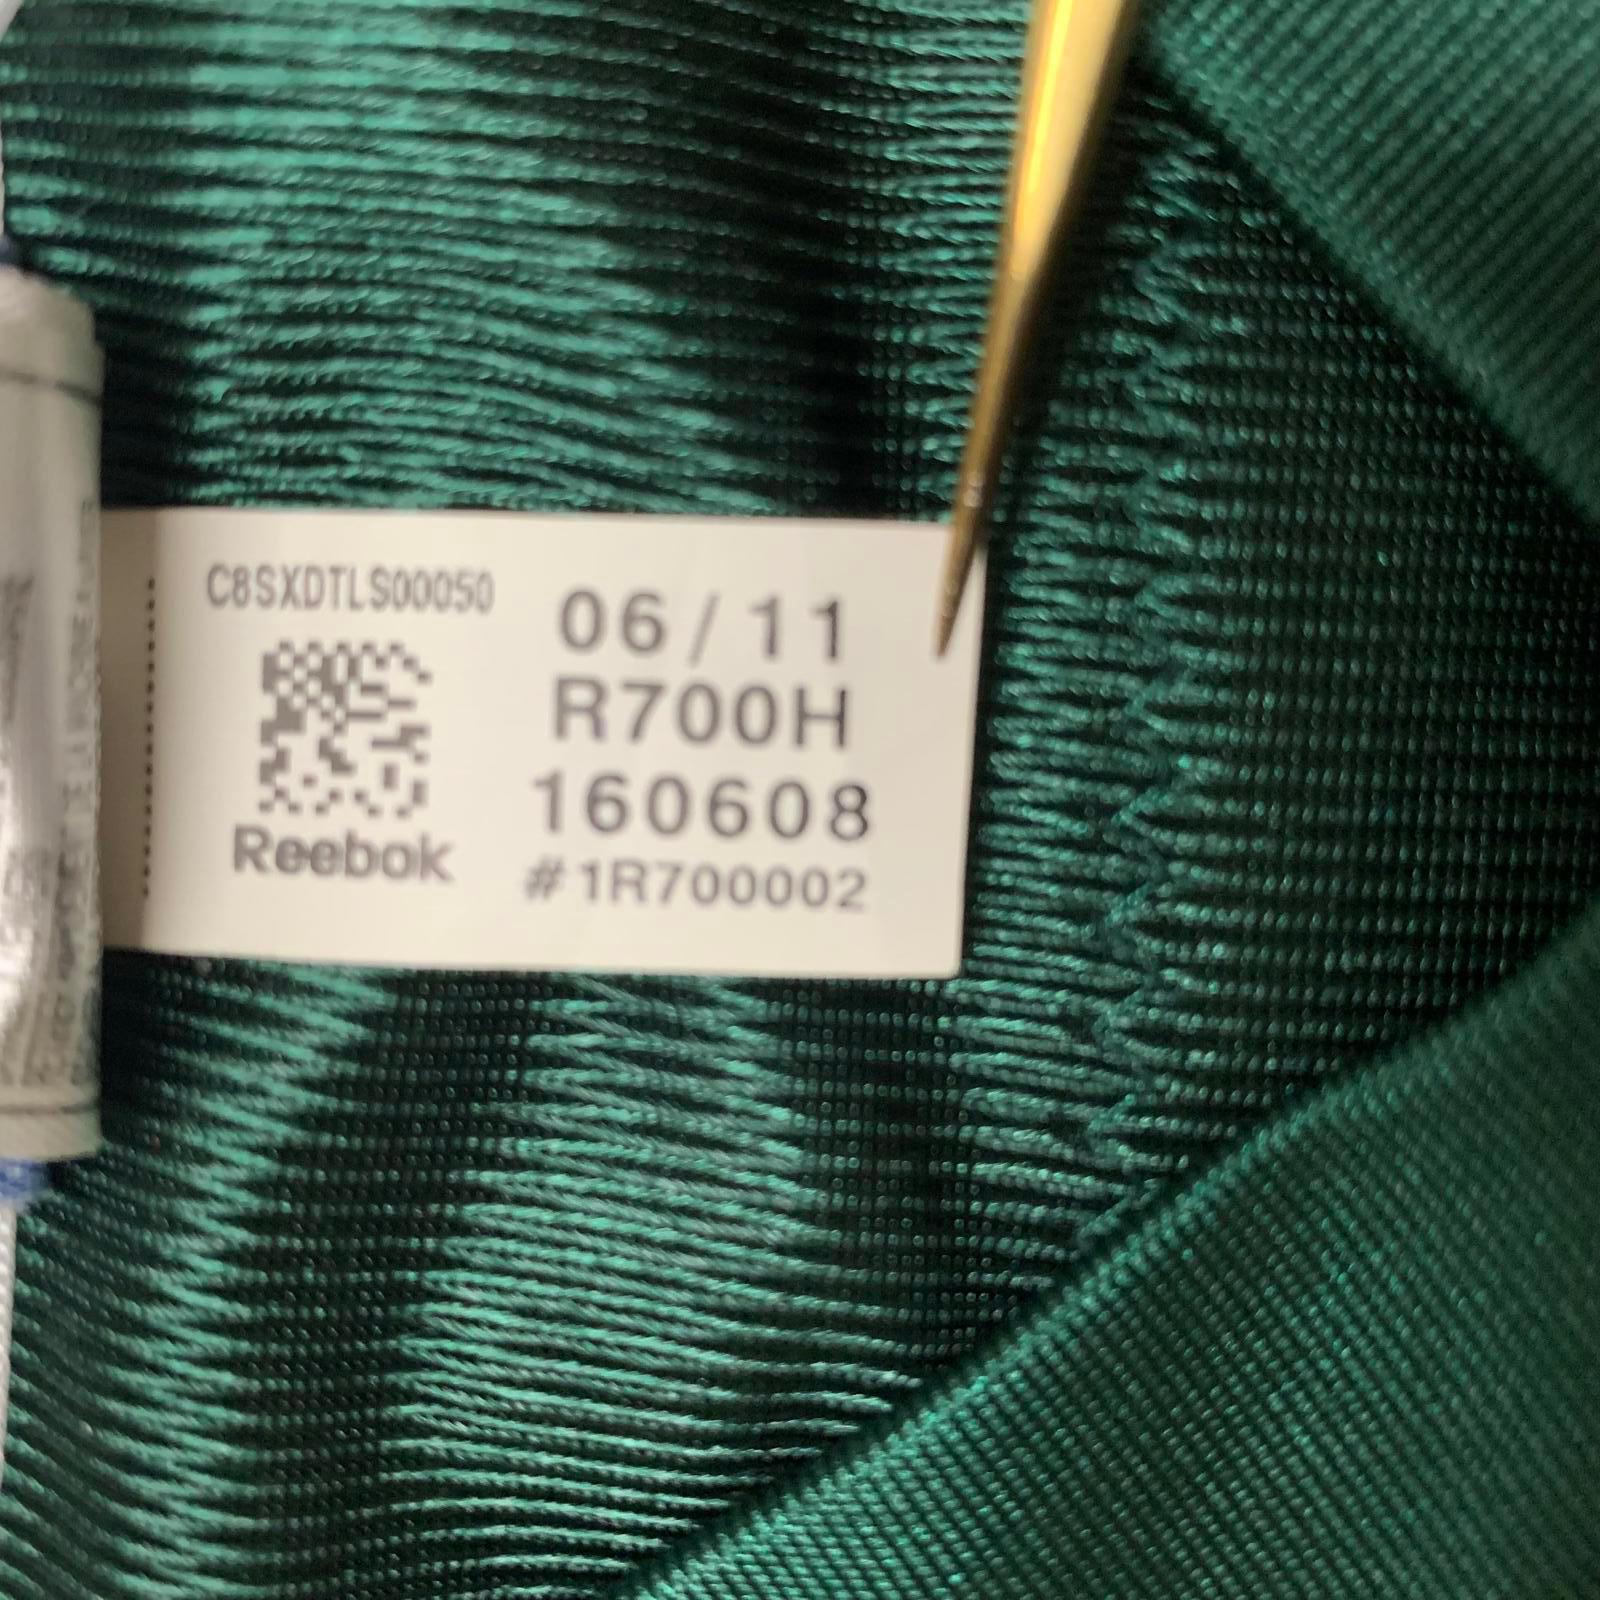 C8SXDTLS00050
Reebok
06/11
R700H
160608
#1R700002